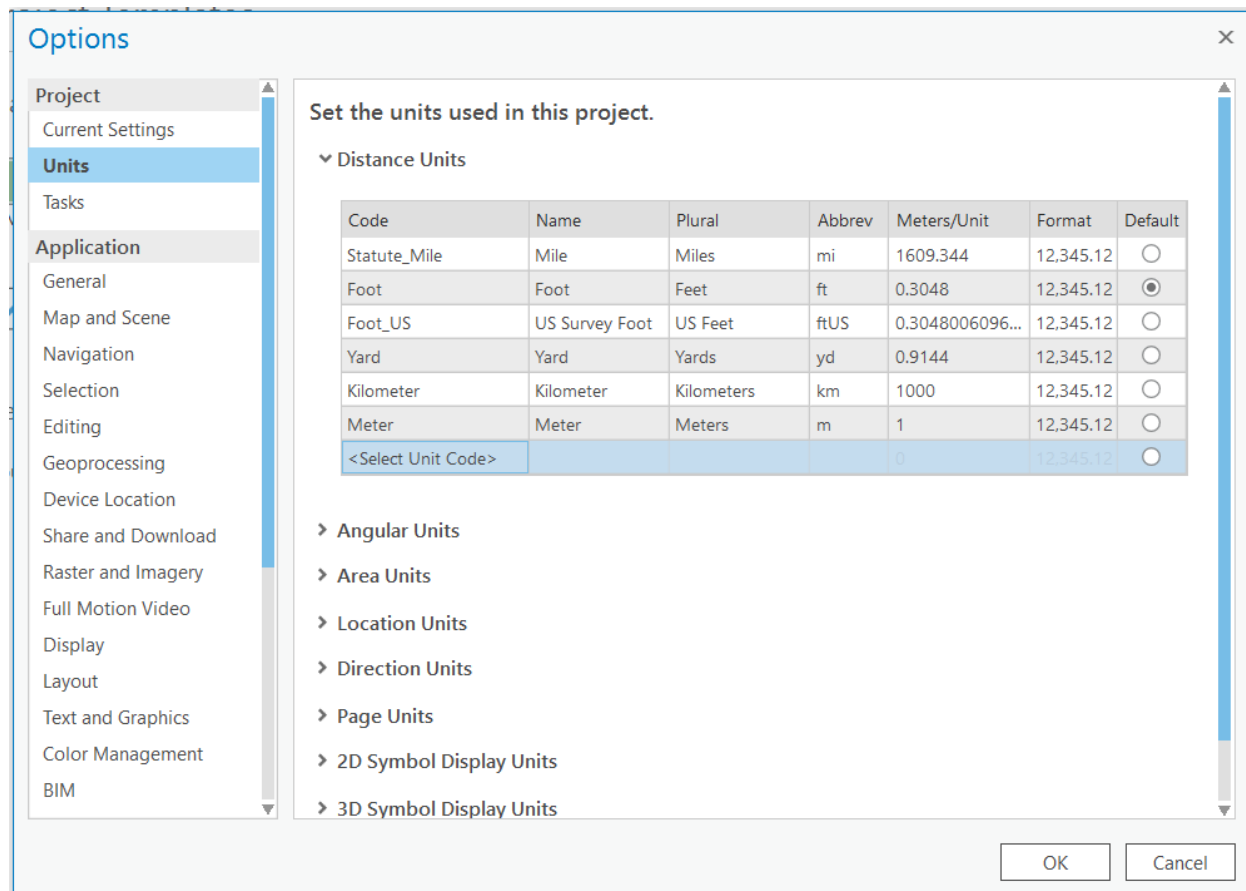 Options
Project
Current Settings
Units
Tasks
Application
General
Map and Scene
Navigation
Selection
Editing
Geoprocessing
Device Location
Share and Download
Raster and Imagery
Full Motion Video
Display
Layout
Text and Graphics
Color Management
BIM
Set the units used in this project.
Distance Units
Code Name Plural Abbrev Meters/Unit Format Default
Statute_Mile Mile Miles mi 1609.344 12,345.12
Foot Foot Feet ft 0.3048 12,345.12
Foot_US US Survey Foot US Feet ftUS 0.3048006096... 12,345.12
Yard Yard Yards yd 0.9144 12,345.12
Kilometer Kilometer Kilometers km 1000 12,345.12
Meter Meter Meters m 1 12,345.12
<Select Unit Code> 0 12,345.12
Angular Units
Area Units
Location Units
Direction Units
Page Units
2D Symbol Display Units
3D Symbol Display Units
OK Cancel